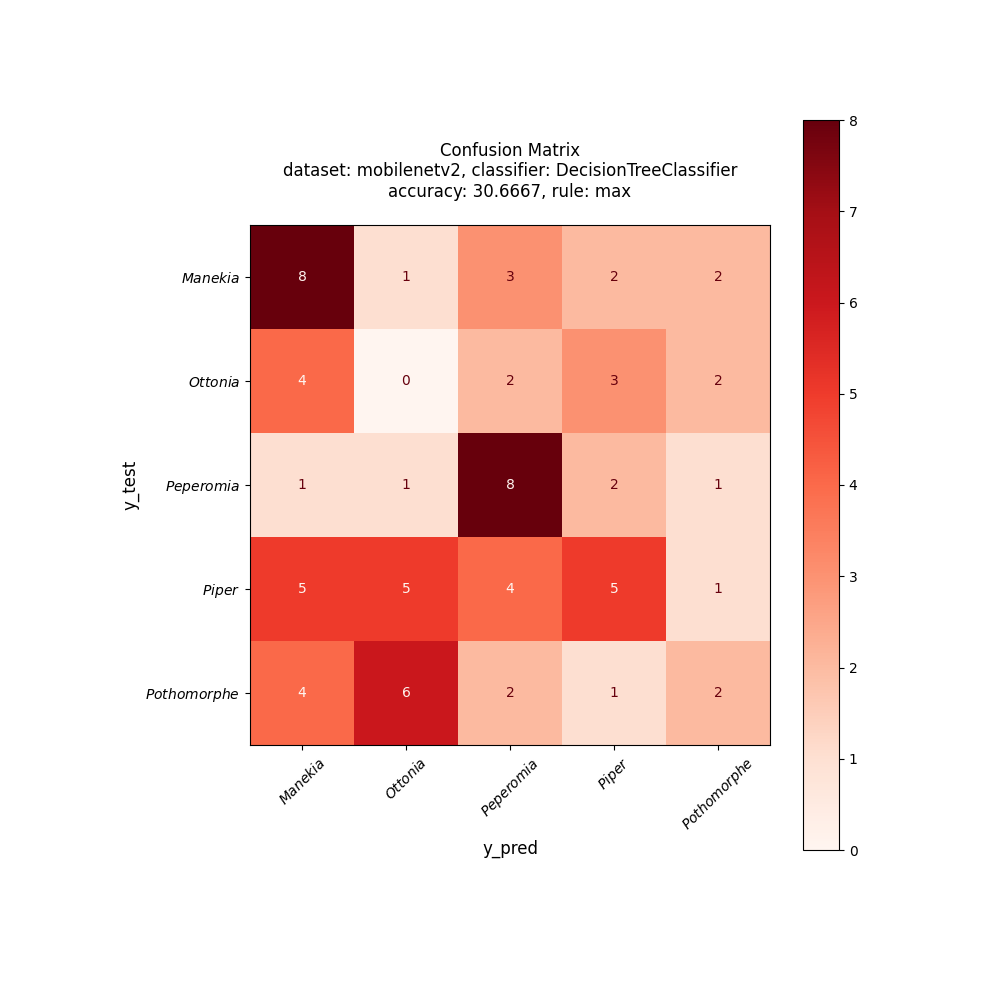 Confusion Matrix
dataset: mobilenetv2, classifier: DecisionTreeClassifier
accuracy: 30.6667, rule: max
y_test
Manekia 8 1 3 2 2
Ottonia 4 0 2 3 2
Peperomia 1 1 8 2 1
Piper 5 5 4 5 1
Pothomorphe 4 6 2 1 2
Manekia Ottonia Peperomia Piper Pothomorphe
y_pred
8
7
6
5
4
3
2
1
0